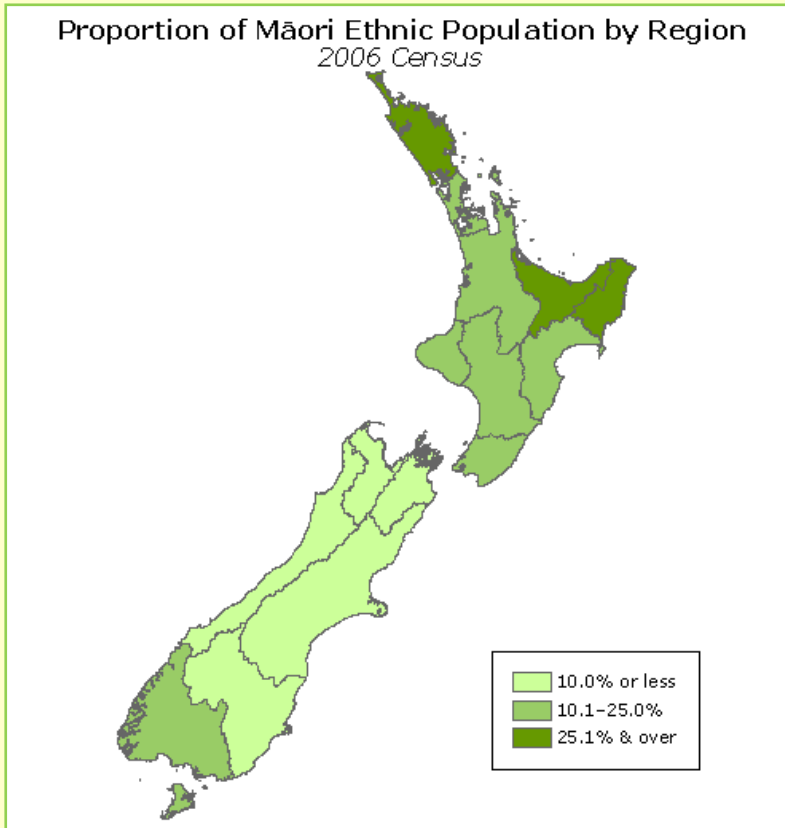 Proportion of Māori Ethnic Population by Region
2006 Census
10.0% or less
10.1–25.0%
25.1% & over